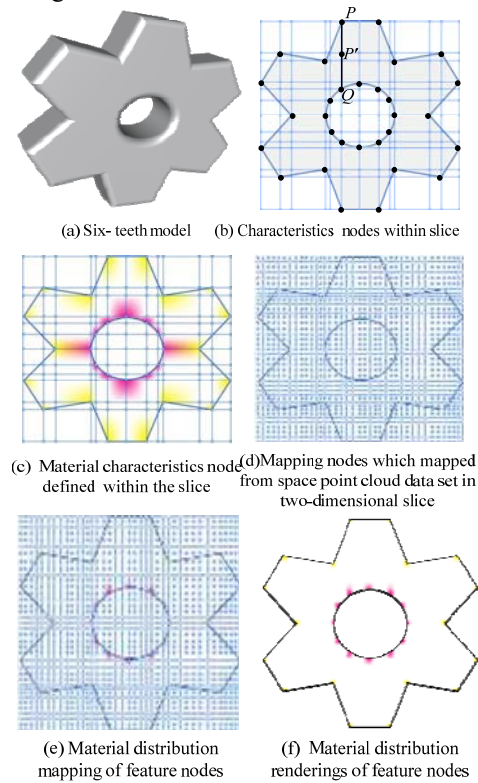 P
P'
Q
(a) Six- teeth model (b) Characteristics nodes within slice
(c) Material characteristics node
defined within the slice
(d)Mapping nodes which mapped
from space point cloud data set in
two-dimensional slice
(e) Material distribution
mapping of feature nodes
(f) Material distribution
renderings of feature nodes